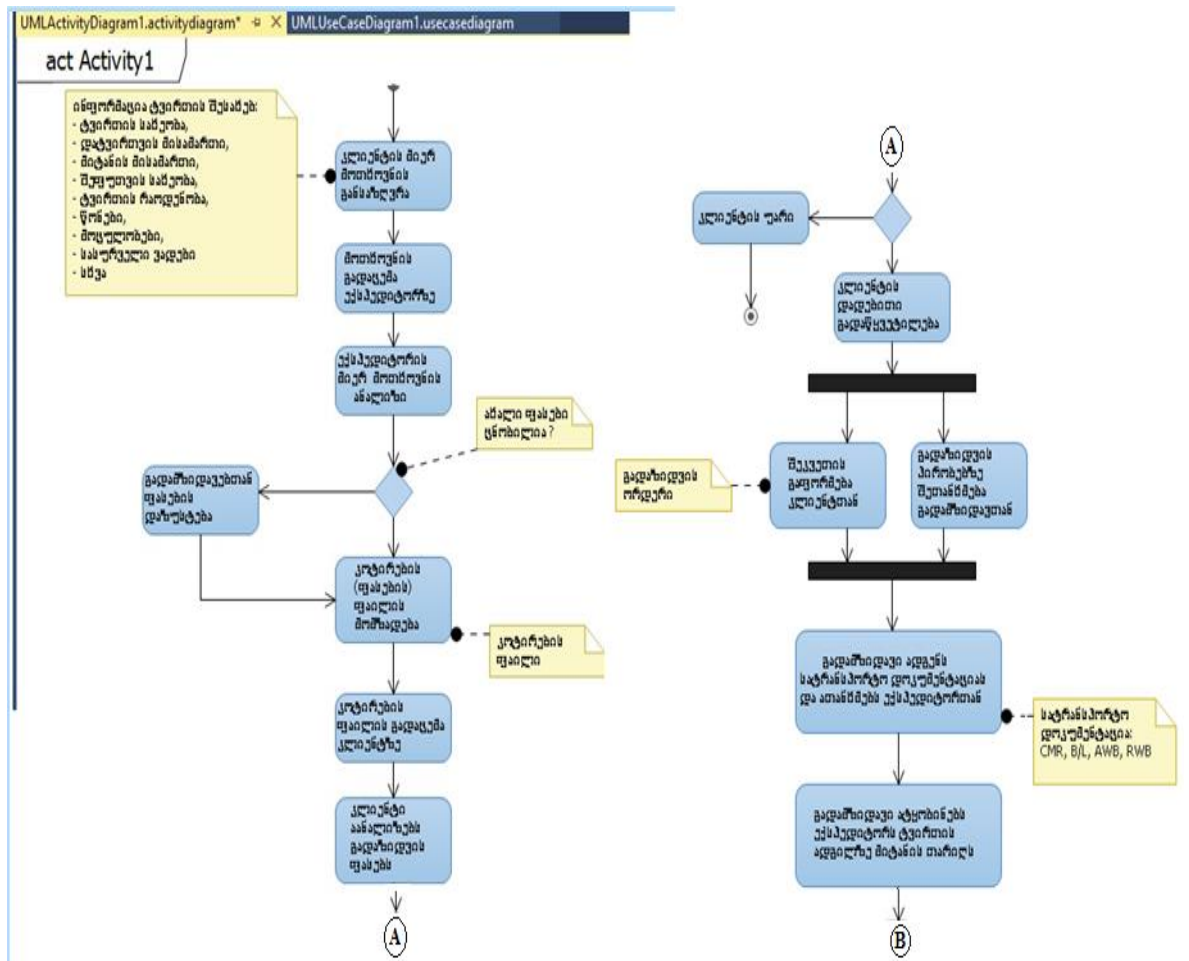 UMLActivityDiagram1.activitydiagram*
UMLUseCaseDiagram1.usecasediagram
act Activity1
ინფორმაცია ტვირთის შესახებ:
- ტვირთის სახეობა,
- დატვირთვის მისამართი,
- მიტანის მისამართი,
- შეფუთვის სახეობა,
- ტვირთის რაოდენობა,
- წონები,
- მოცულობები,
- სასურველი ვადები
- სხვა
კლიენტის მიერ
მოთხოვნის
განსაზღვრა
მოთხოვნის
გადაცემა
ექსპედიტორზე
ექსპედიტორის
მიერ მოთხოვნის
ანალიზი
ახალი ფასები
ცნობილია?
გადამზიდავებთან
ფასების
დაზუსტება
კოტირების
(ფასების)
ფაილის
მომზადება
კოტირების
ფაილი
კოტირების
ფაილის გადაცემა
კლიენტზე
კლიენტი
აანალიზებს
გადაზიდვის
ფასებს
A
A
კლიენტის უარი
კლიენტის
დადებითი
გადაწყვეტილება
გადაზიდვის
ორდერი
შეკვეთის
გაფორმება
კლიენტთან
გადაზიდვის
პირობებზე
შეთანხმება
გადამზიდავთან
გადამზიდავი ადგენს
სატრანსპორტო დოკუმენტაციას
და ათანხმებს ექსპედიტორთან
სატრანსპორტო
დოკუმენტაცია:
CMR, B/L, AWB, RWB
გადამზიდავი ატყობინებს
ექსპედიტორს ტვირთის
ადგილზე მიტანის თარიღს
B